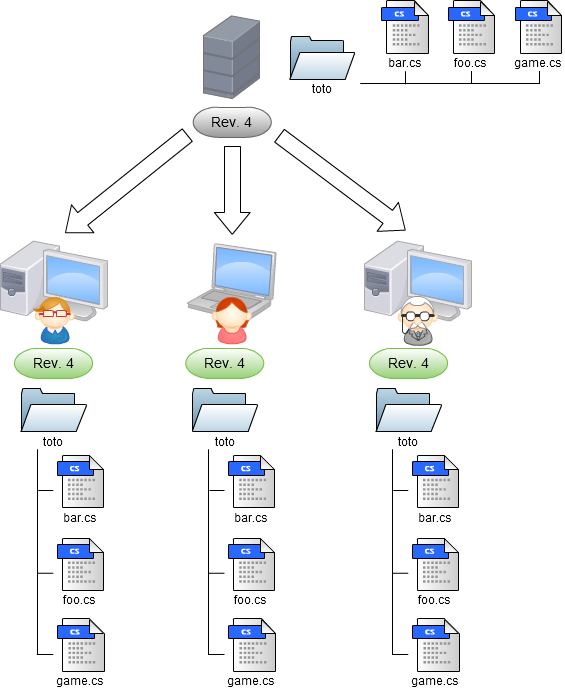 CS CS CS
bar.cs foo.cs game.cs
toto
Rev. 4
Rev. 4 Rev. 4 Rev. 4
toto toto toto
CS CS CS
bar.cs bar.cs bar.cs
CS CS CS
foo.cs foo.cs foo.cs
CS CS CS
game.cs game.cs game.cs